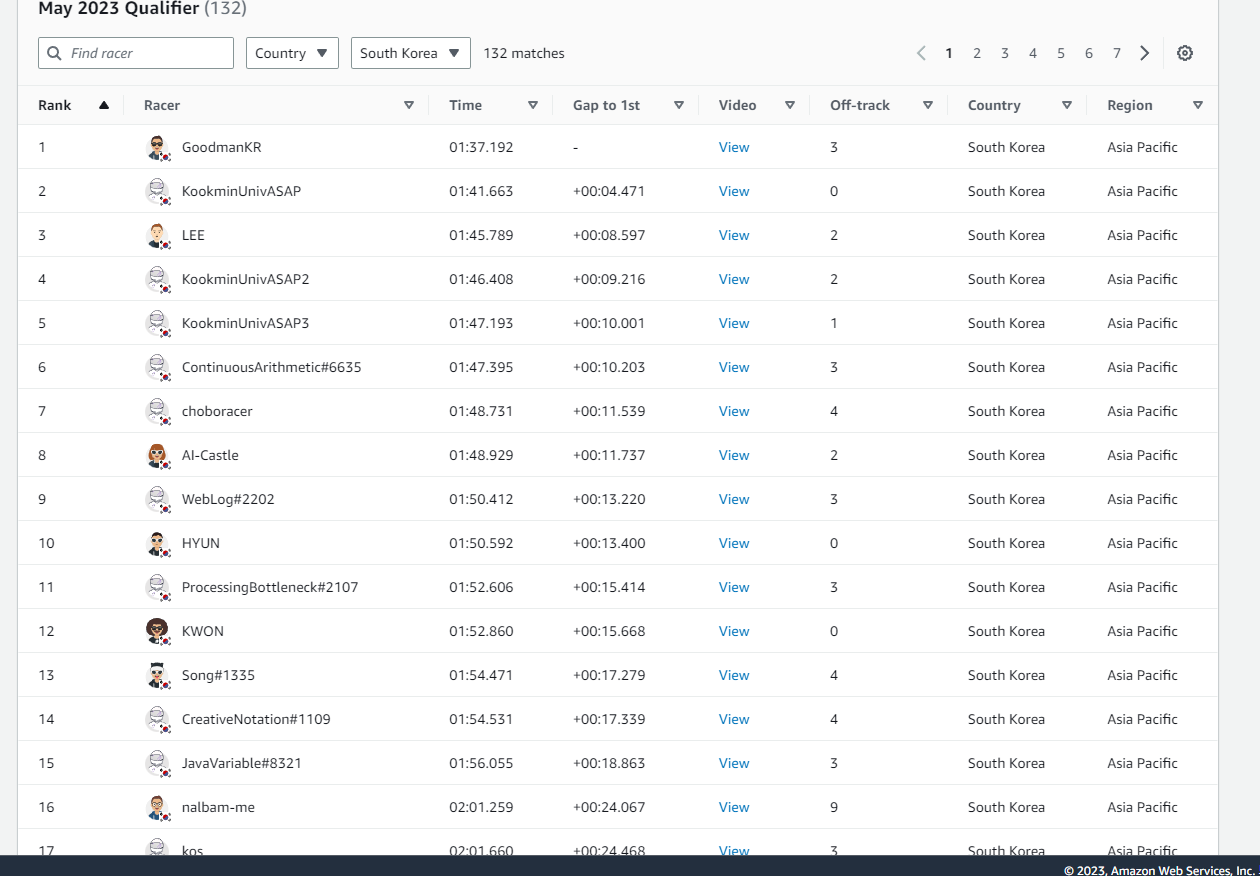 May 2023 Qualifier (132)
Find racer Country South Korea 132 matches 1 2 3 4 5 6 7
Rank Racer Time Gap to 1st Video Off-track Country Region
1 GoodmanKR 01:37.192 - View 3 South Korea Asia Pacific
2 KookminUnivASAP 01:41.663 +00:04.471 View 0 South Korea Asia Pacific
3 LEE 01:45.789 +00:08.597 View 2 South Korea Asia Pacific
4 KookminUnivASAP2 01:46.408 +00:09.216 View 2 South Korea Asia Pacific
5 KookminUnivASAP3 01:47.193 +00:10.001 View 1 South Korea Asia Pacific
6 ContinuousArithmetic#6635 01:47.395 +00:10.203 View 3 South Korea Asia Pacific
7 choboracer 01:48.731 +00:11.539 View 4 South Korea Asia Pacific
8 AI-Castle 01:48.929 +00:11.737 View 2 South Korea Asia Pacific
9 WebLog#2202 01:50.412 +00:13.220 View 3 South Korea Asia Pacific
10 HYUN 01:50.592 +00:13.400 View 0 South Korea Asia Pacific
11 ProcessingBottleneck#2107 01:52.606 +00:15.414 View 3 South Korea Asia Pacific
12 KWON 01:52.860 +00:15.668 View 0 South Korea Asia Pacific
13 Song#1335 01:54.471 +00:17.279 View 4 South Korea Asia Pacific
14 CreativeNotation#1109 01:54.531 +00:17.339 View 4 South Korea Asia Pacific
15 JavaVariable#8321 01:56.055 +00:18.863 View 3 South Korea Asia Pacific
16 nalbam-me 02:01.259 +00:24.067 View 9 South Korea Asia Pacific
17 kos 02:01.660 +00:24.468 View 3 South Korea Asia Pacific
© 2023, Amazon Web Services, Inc.